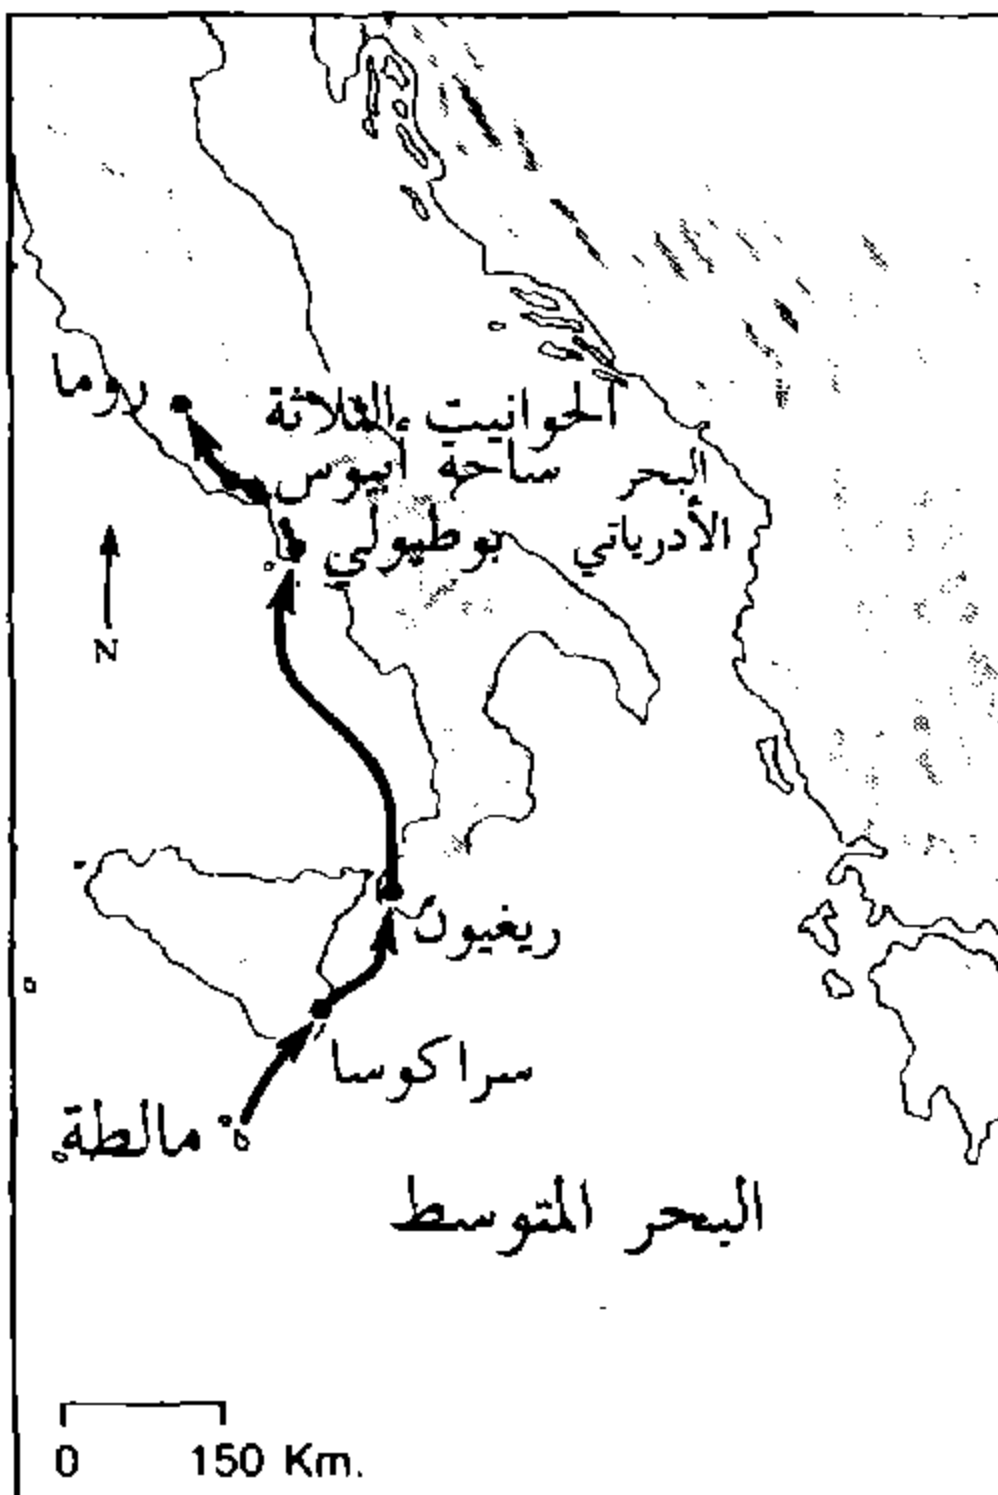 روما
الحوانيت الثلاثة
ساحة أبيوس
بوطيولي
البحر
الأدرياتي
N
ريغيون
سراكوسا
مالطة
البحر المتوسط
0 150 Km.